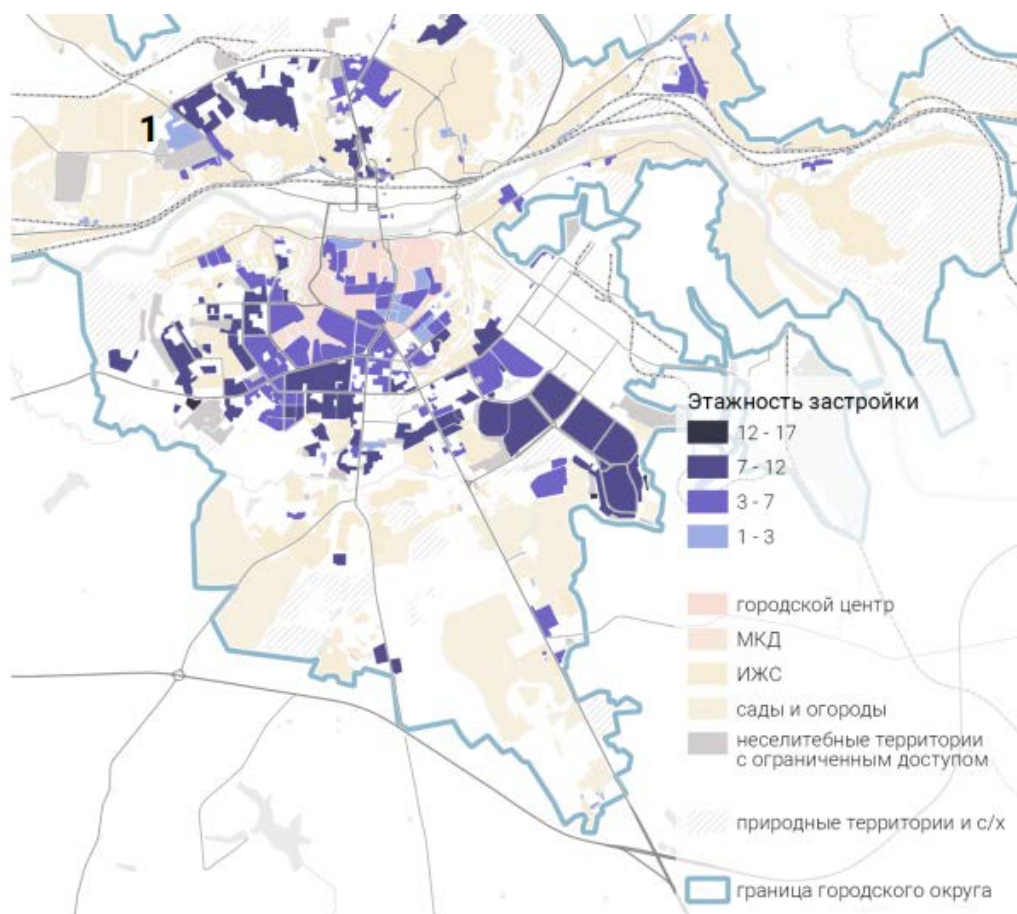 1
Этажность застройки
12 - 17
7 - 12
3 - 7
1 - 3
городской центр
МКД
ИЖС
сады и огороды
неселитебные территории
с ограниченным доступом
природные территории и с/х
граница городского округа